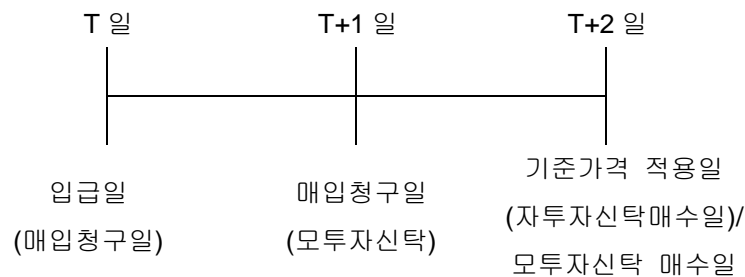 T 일
T+1 일
T+2 일
입급일
(매입청구일)
매입청구일
(모투자신탁)
기준가격 적용일
(자투자신탁매수일)/
모투자신탁 매수일